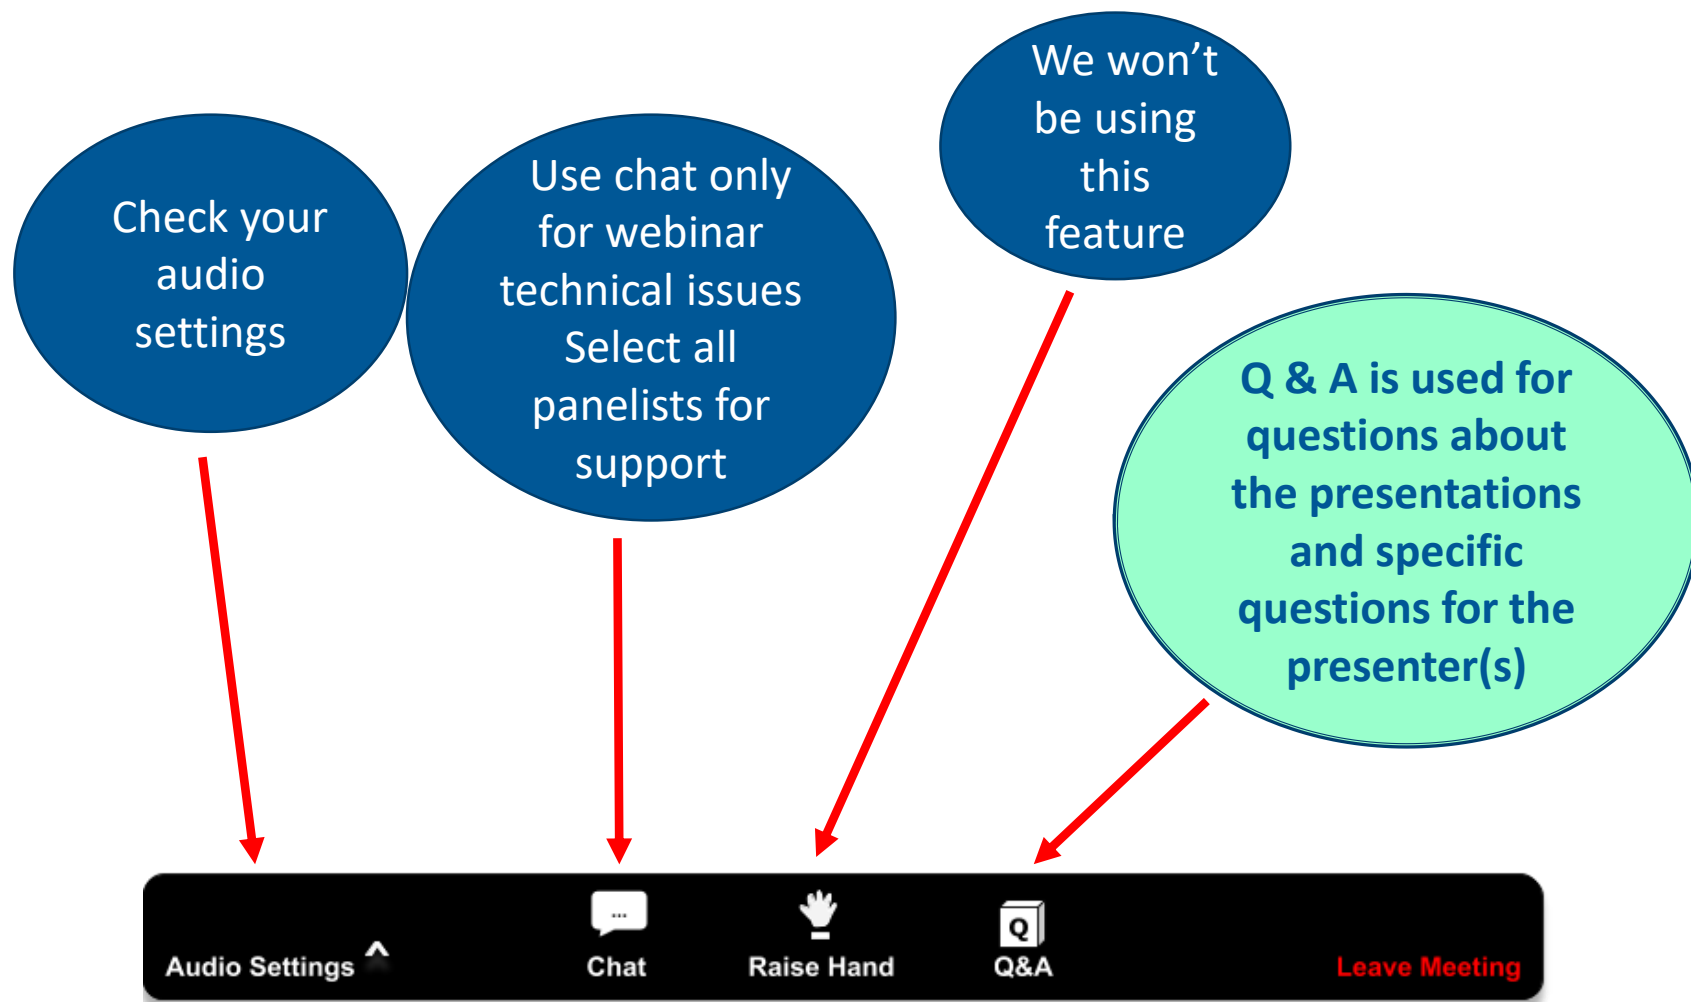 We won’t
be using
this
feature
Check your
audio
settings
Use chat only
for webinar
technical issues
Select all
panelists for
support
Q & A is used for
questions about
the presentations
and specific
questions for the
presenter(s)
Audio Settings ^
...
Chat
Raise Hand
Q
Q&A
Leave Meeting